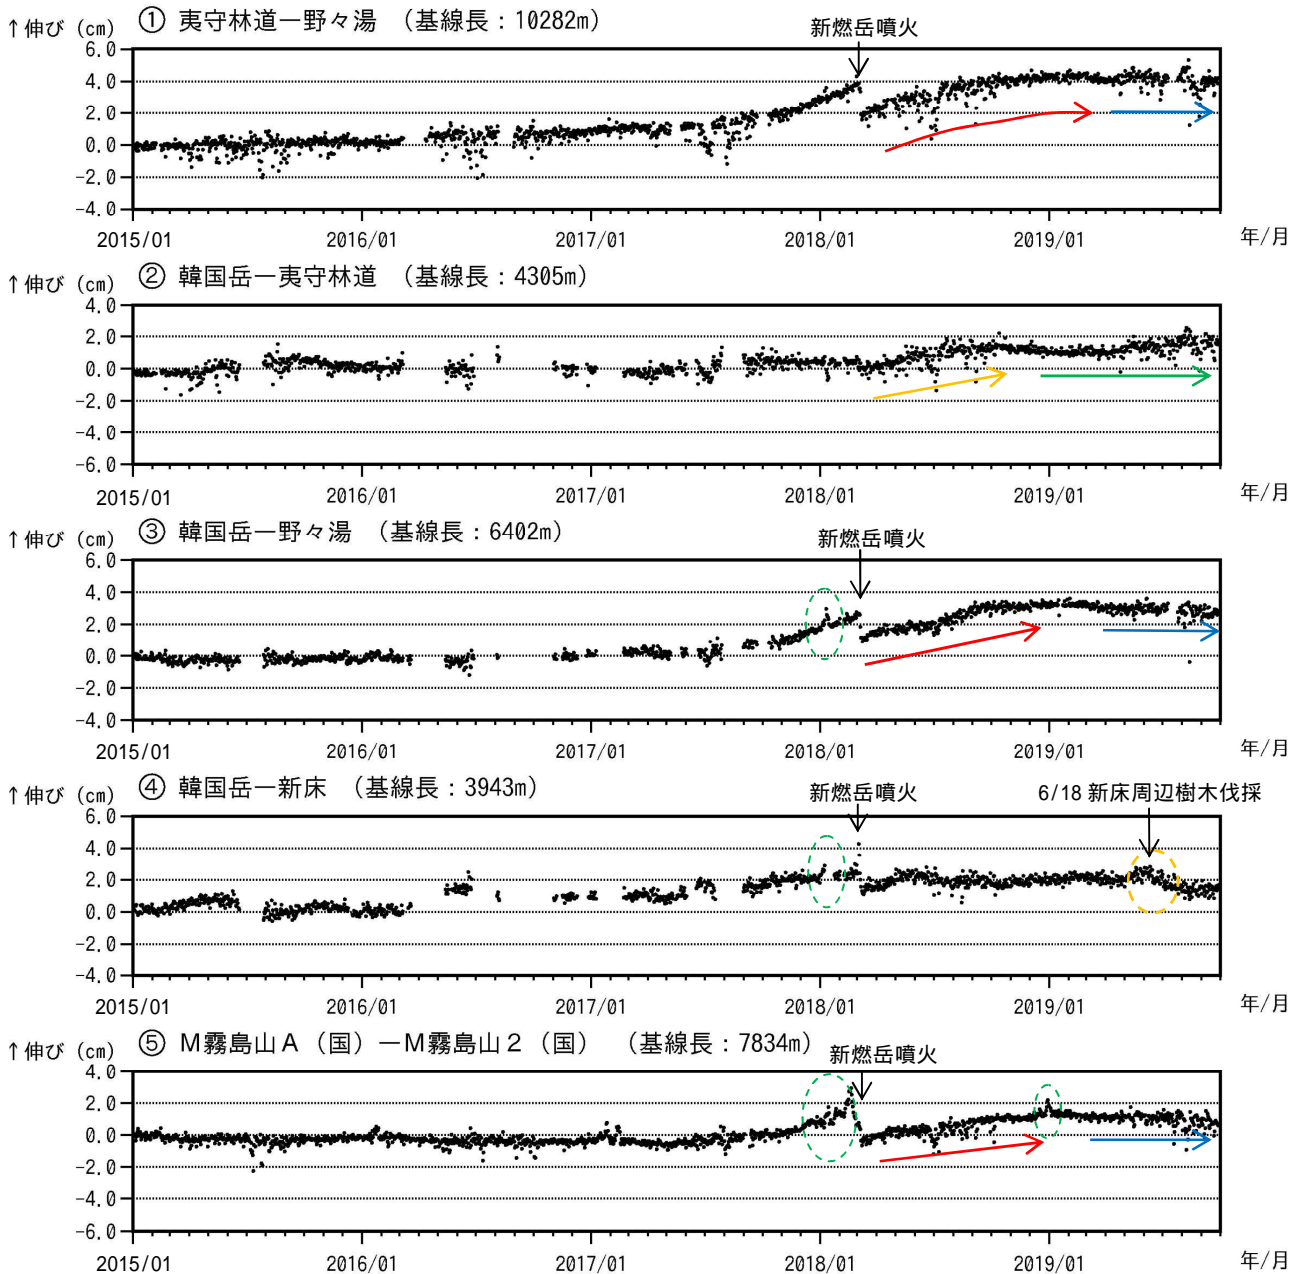 ① 夷守林道ー野々湯 （基線長：10282m）
↑伸び (cm)
新燃岳噴火
6.0
4.0
2.0
0.0
−2.0
−4.0
2015/01 2016/01 2017/01 2018/01 2019/01 年/月
② 韓国岳ー夷守林道 （基線長：4305m）
↑伸び (cm)
4.0
2.0
0.0
−2.0
−4.0
−6.0
2015/01 2016/01 2017/01 2018/01 2019/01 年/月
③ 韓国岳ー野々湯 （基線長：6402m）
↑伸び (cm)
新燃岳噴火
6.0
4.0
2.0
0.0
−2.0
−4.0
2015/01 2016/01 2017/01 2018/01 2019/01 年/月
④ 韓国岳ー新床 （基線長：3943m）
↑伸び (cm)
新燃岳噴火 6/18 新床周辺樹木伐採
6.0
4.0
2.0
0.0
−2.0
−4.0
2015/01 2016/01 2017/01 2018/01 2019/01 年/月
⑤ M霧島山A（国）ーM霧島山2（国） （基線長：7834m）
↑伸び (cm)
新燃岳噴火
4.0
2.0
0.0
−2.0
−4.0
−6.0
2015/01 2016/01 2017/01 2018/01 2019/01 年/月